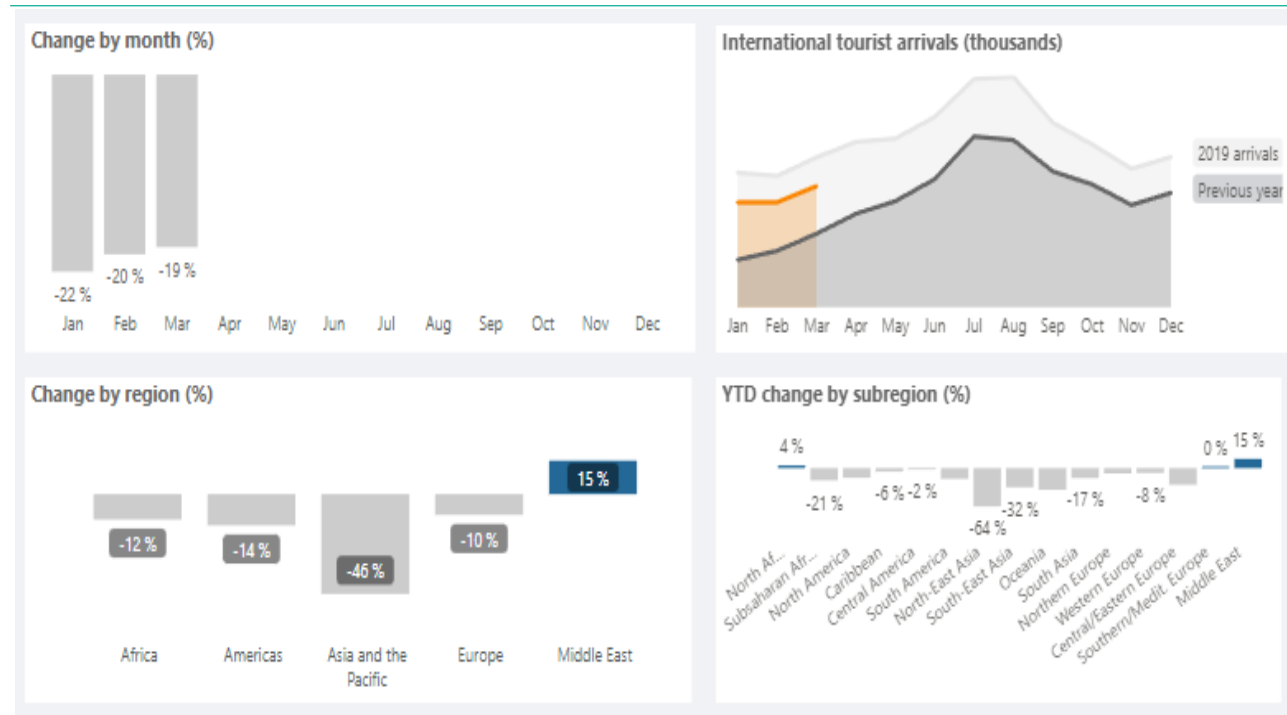 Change by month (%)
-22 %
-20 %
-19 %
Jan Feb Mar Apr May Jun Jul Aug Sep Oct Nov Dec
International tourist arrivals (thousands)
2019 arrivals
Previous year
Jan Feb Mar Apr May Jun Jul Aug Sep Oct Nov Dec
Change by region (%)
-12 %
-14 %
-46 %
-10 %
15 %
Africa
Americas
Asia and the
Pacific
Europe
Middle East
YTD change by subregion (%)
4 %
-21 %
-6 %
-2 %
-64 %
-32 %
-17 %
-8 %
0 %
15 %
North Af...
Subsaharan Afr...
North America
Caribbean
Central America
South America
North-East Asia
South-East Asia
Oceania
South Asia
Northern Europe
Western Europe
Central/Eastern Europe
Southern/Medit. Europe
Middle East